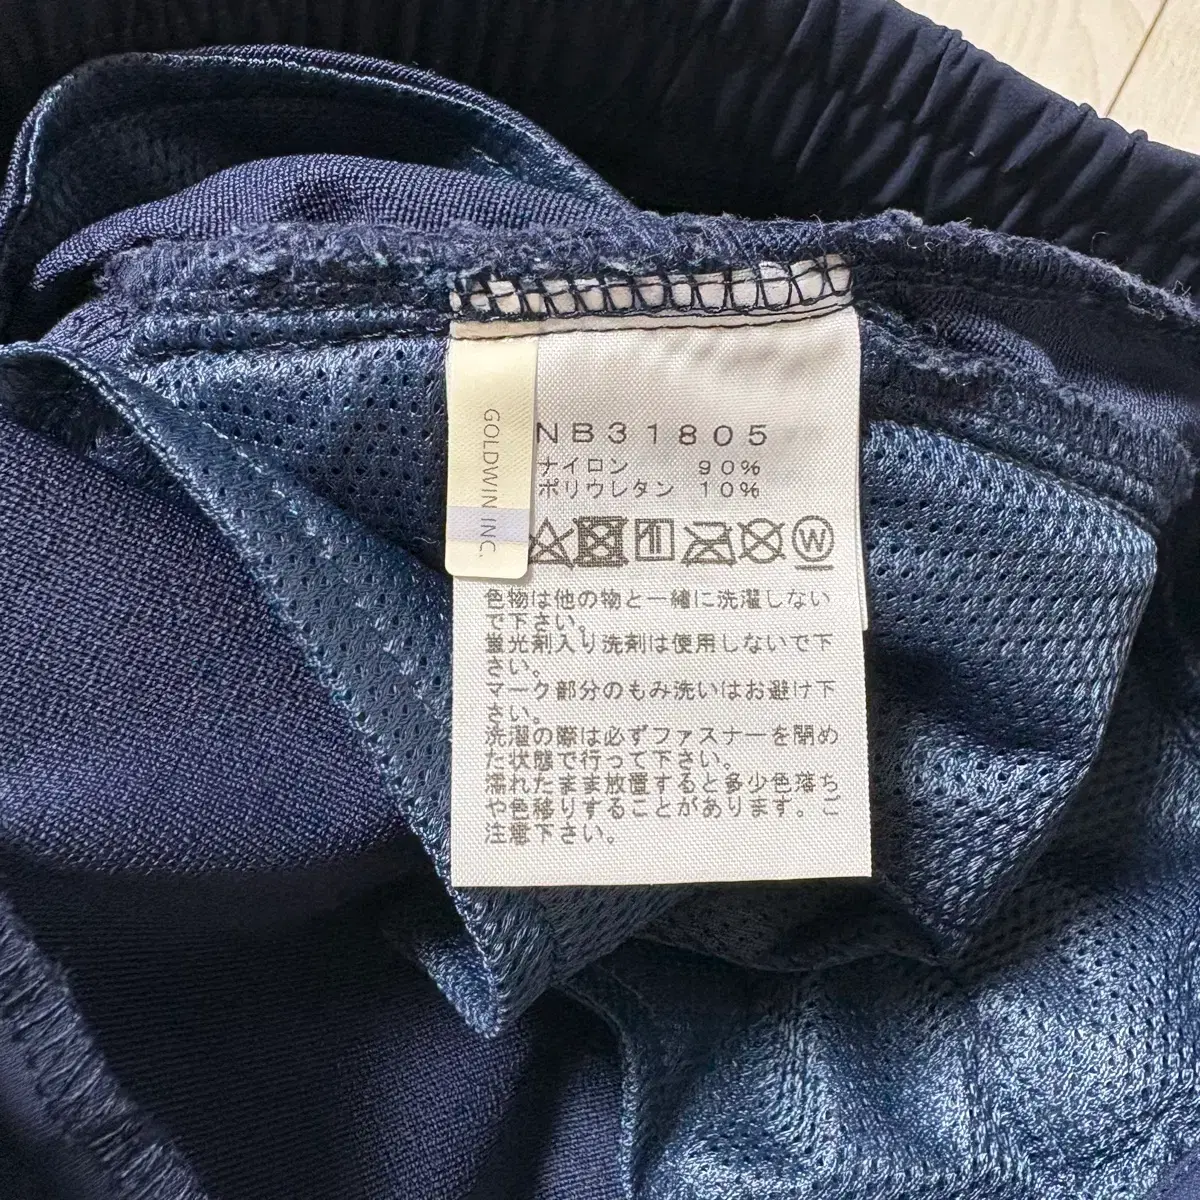 GOLDWIN INC.
NB31805
ナイロン 90%
ポリウレタン 10%
W
色物は他の物と一緒に洗濯しない
で下さい。
蛍光剤入り洗剤は使用しないで下
さい。
マーク部分のもみ洗いはお避け下
さい。
洗濯の際は必ずファスナーを閉め
た状態で行って下さい。
濡れたまま放置すると多少色落ち
や色移りすることがあります。ご
注意下さい。